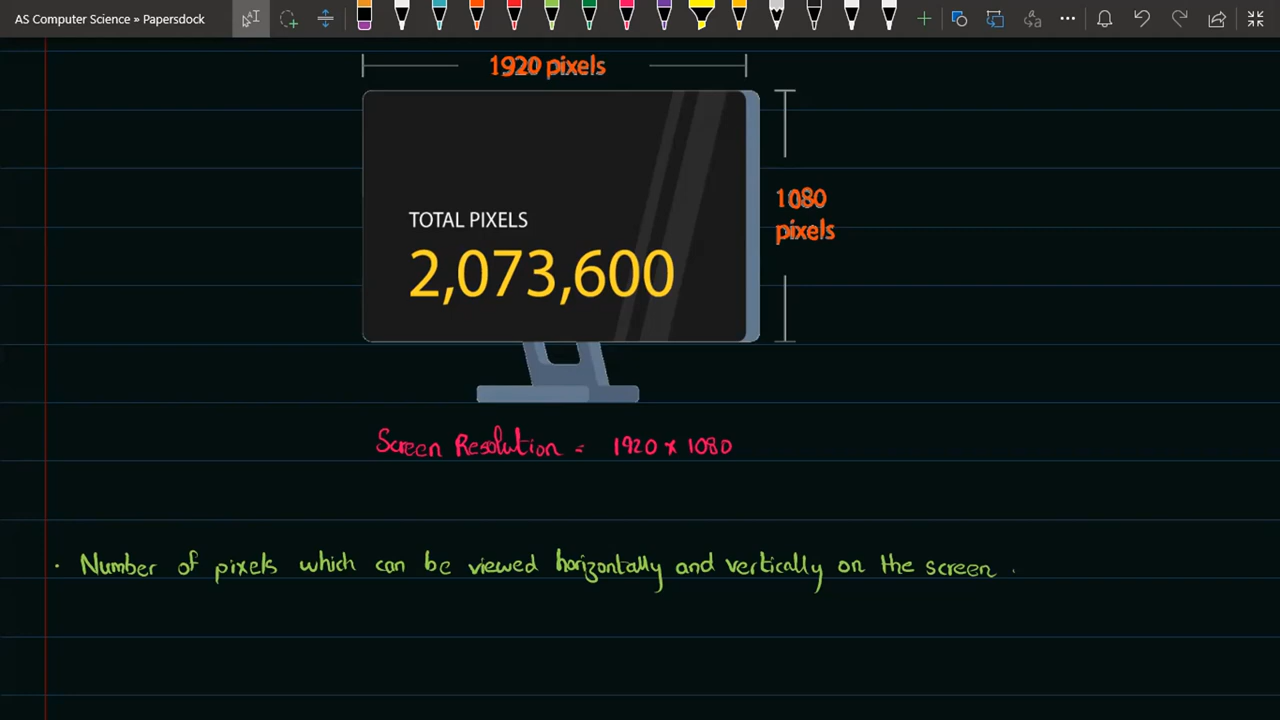 AS Computer Science » Papersdock
1920 pixels
1080
pixels
TOTAL PIXELS
2,073,600
Screen Resolution = 1920 x 1080
• Number of pixels which can be viewed horizontally and vertically on the screen.